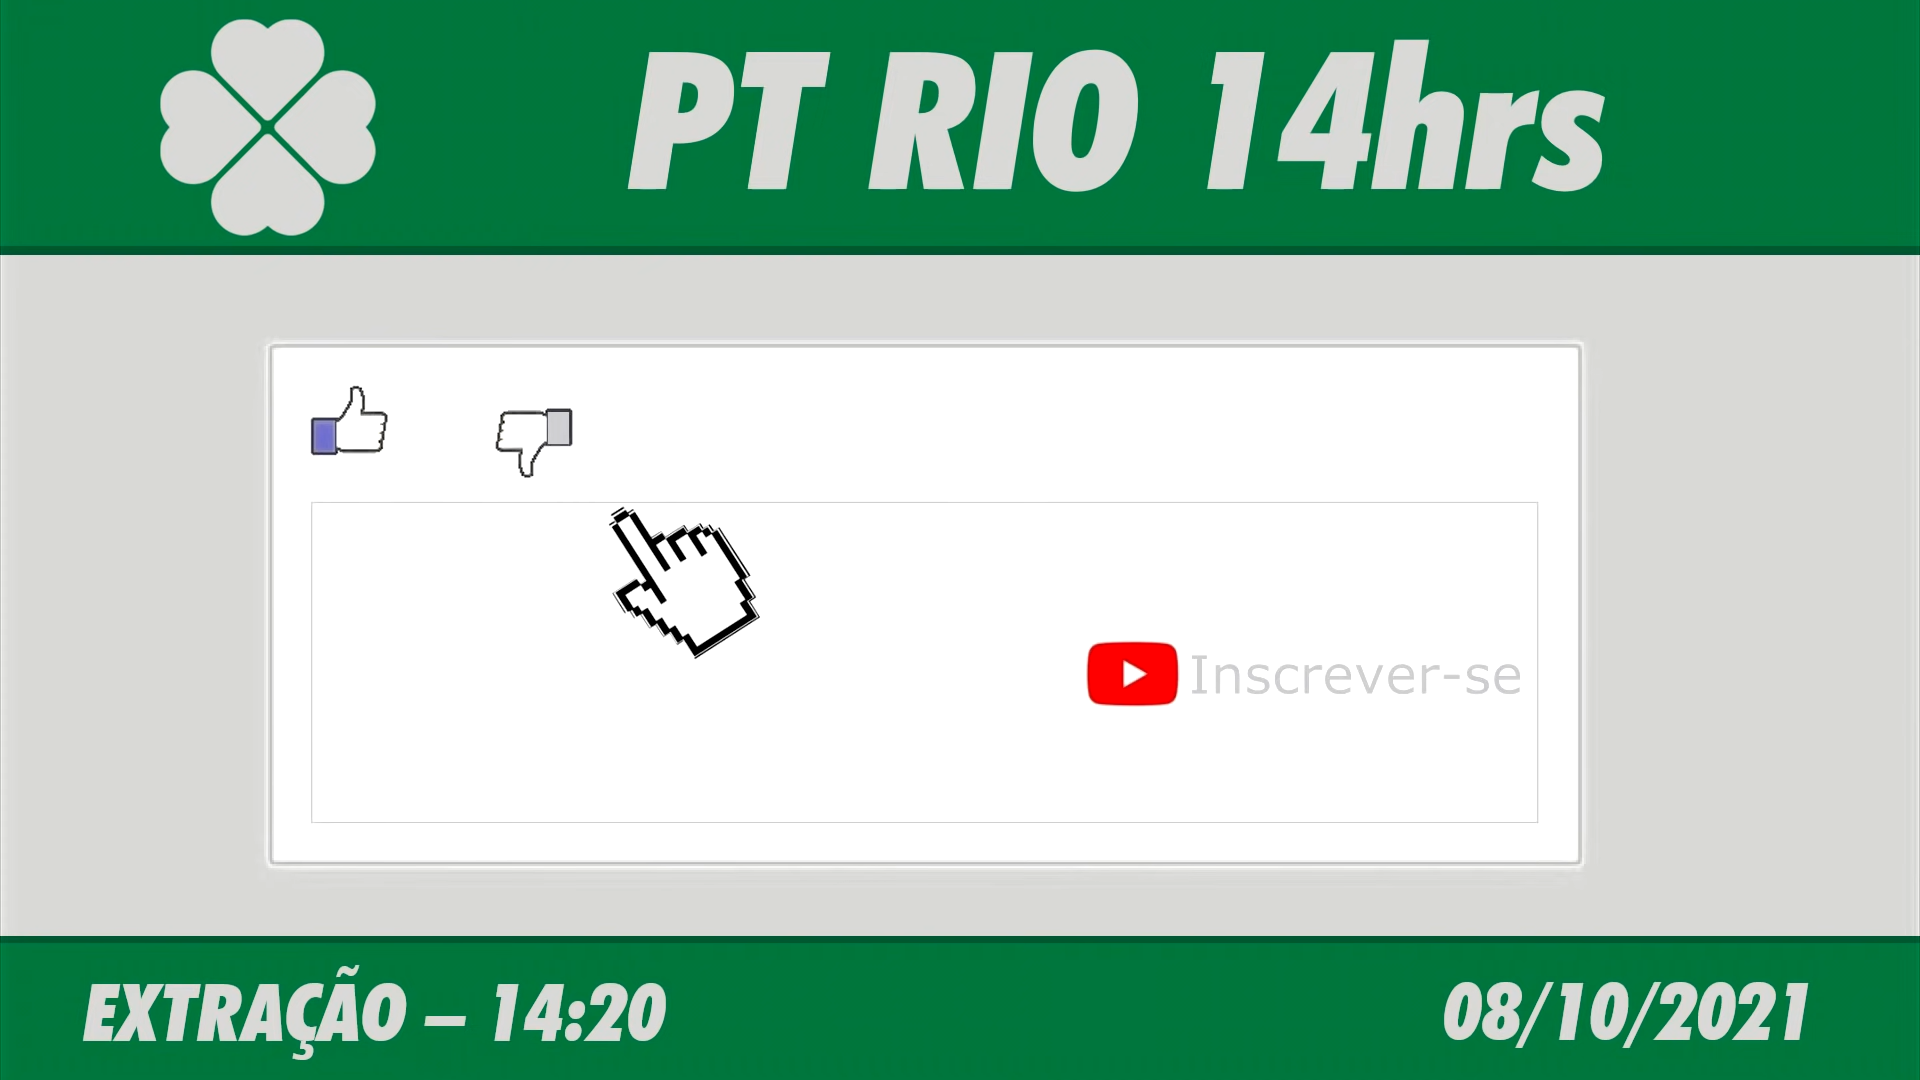 PT RIO 14hrs
Inscrever-se
EXTRAÇÃO – 14:20
08/10/2021